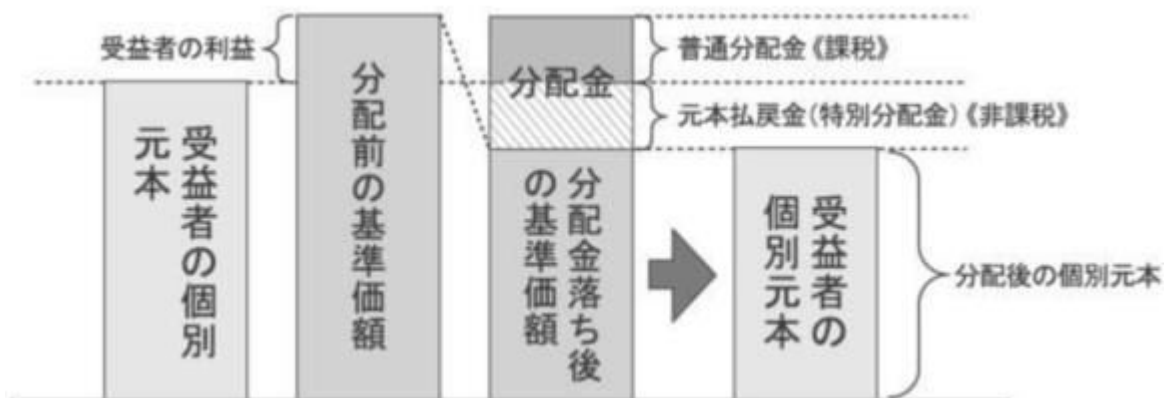 受益者の利益
受益者の個別
元本
分配前の基準価額
分配金
分配金落ち後
の基準価額
普通分配金《課税》
元本払戻金(特別分配金)《非課税》
受益者の
個別元本
分配後の個別元本